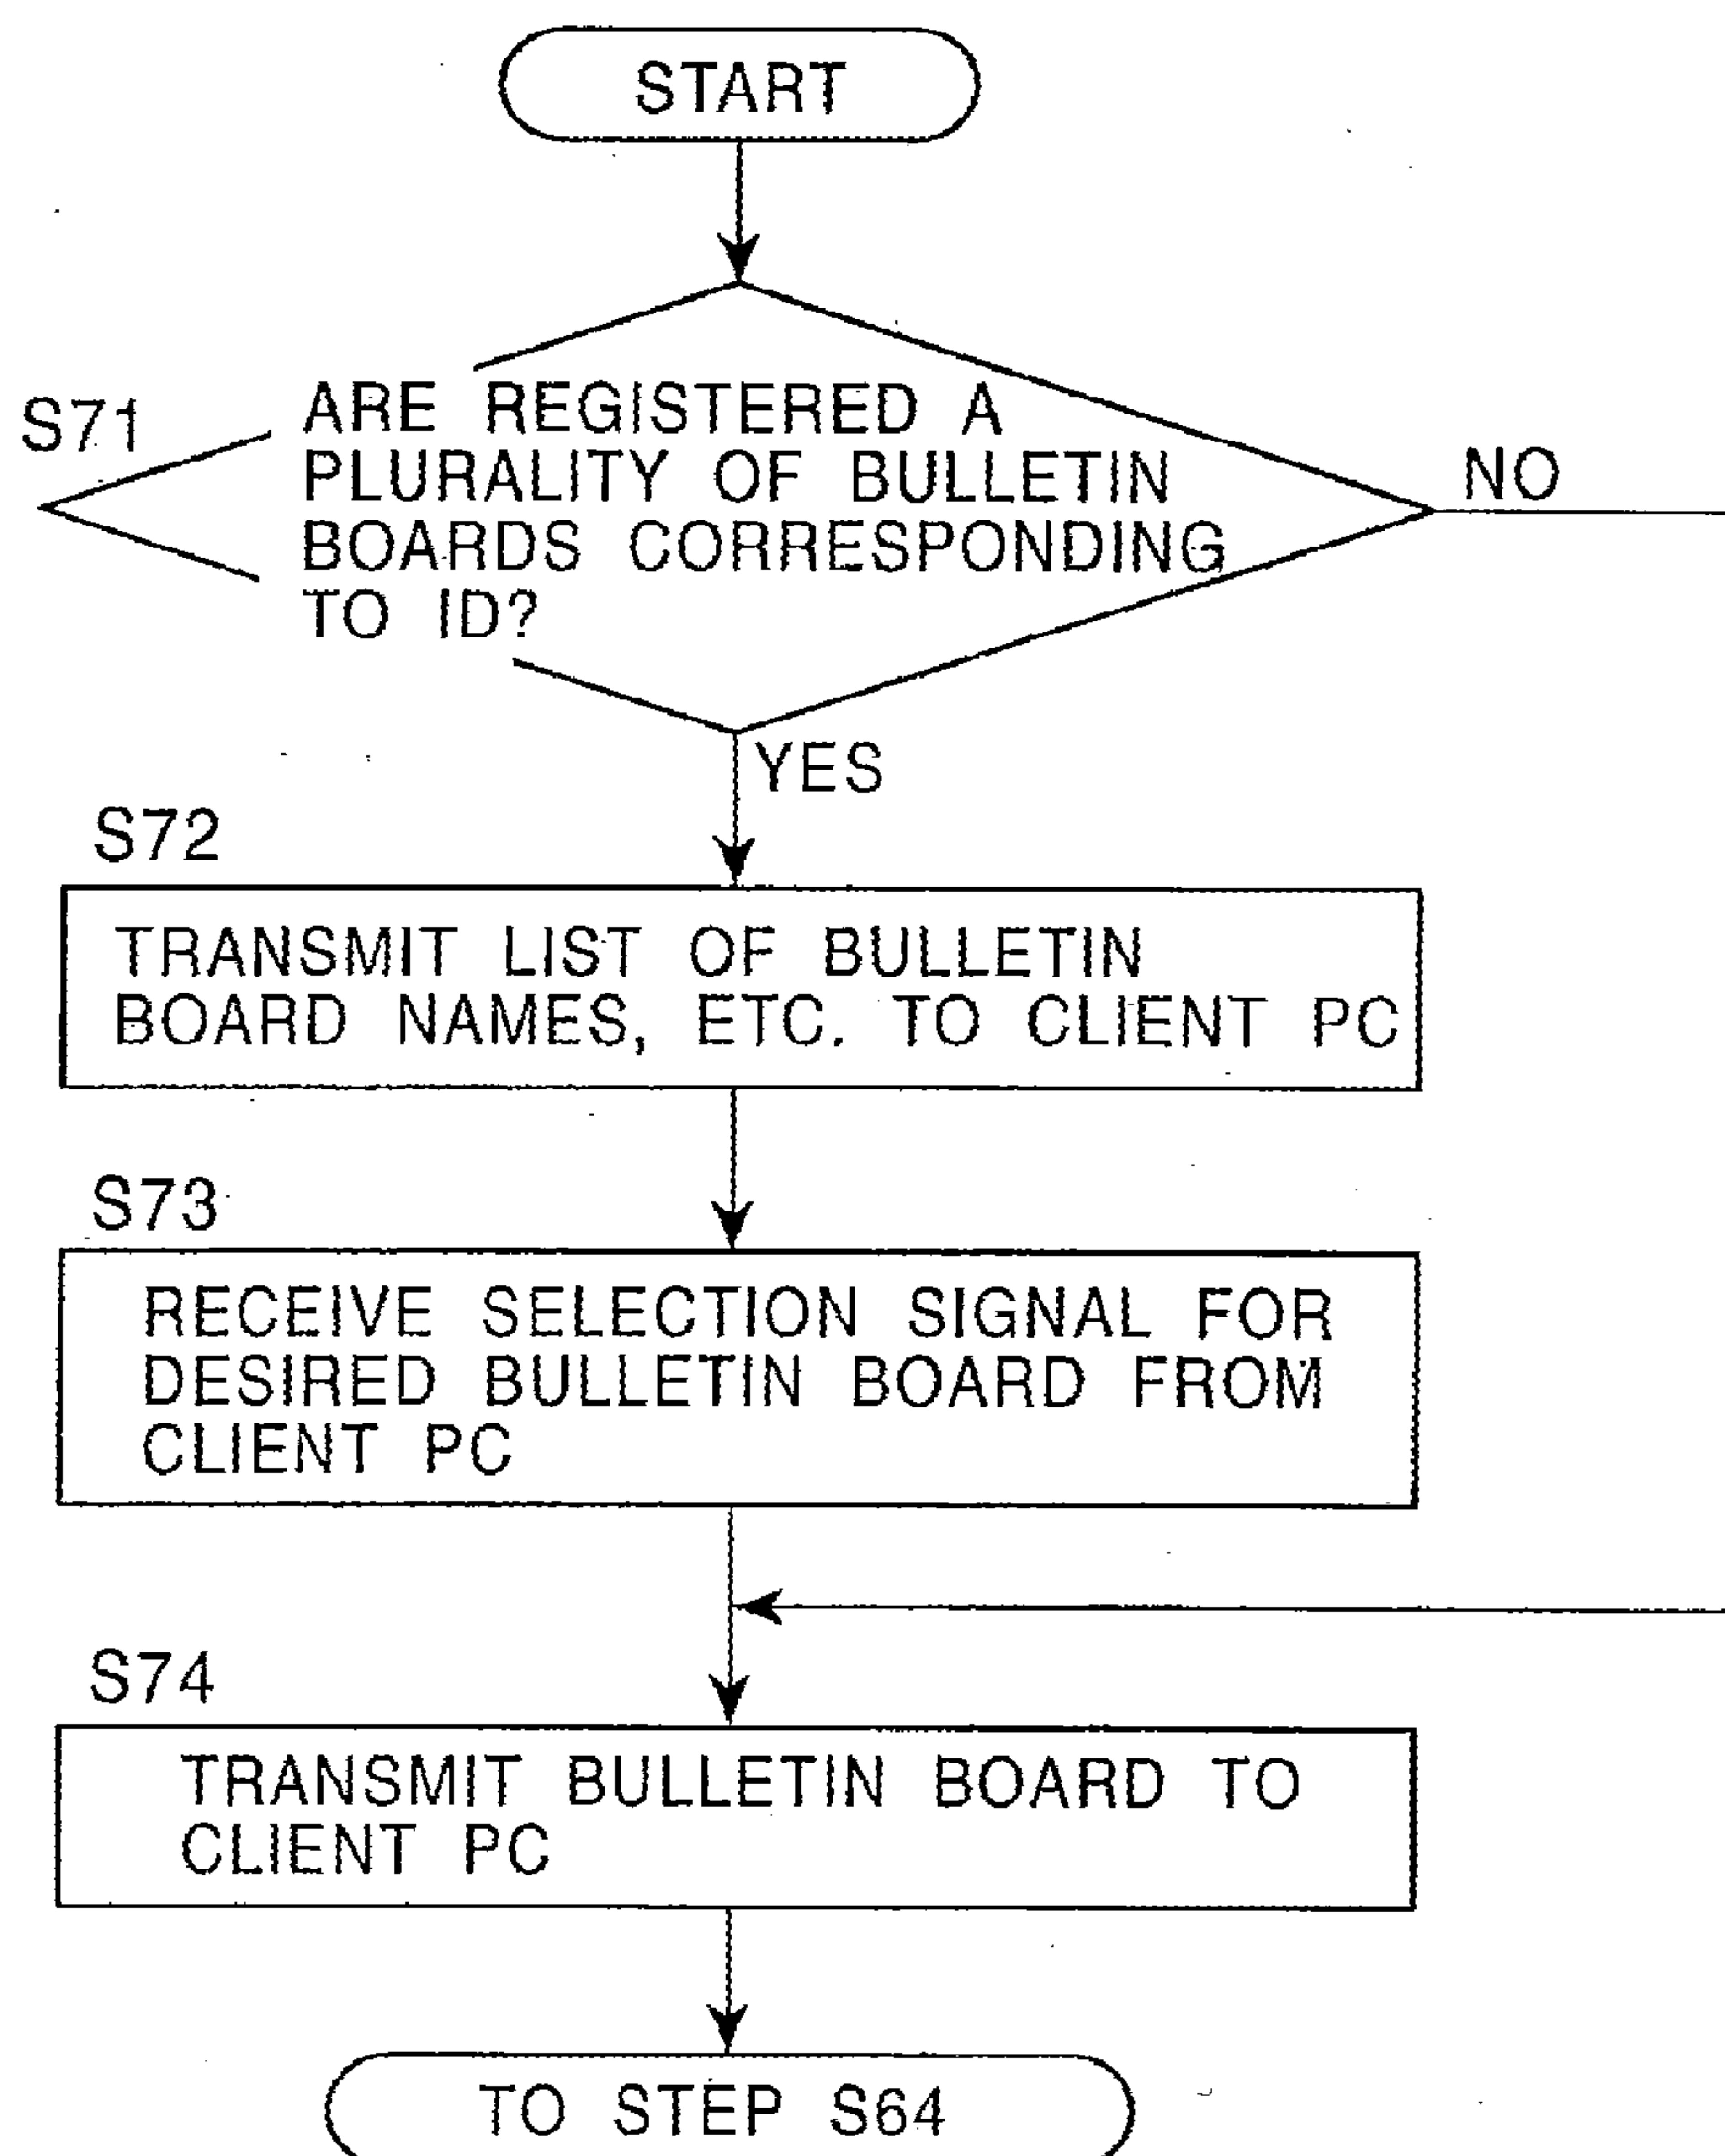 START
S71
ARE REGISTERED A
PLURALITY OF BULLETIN
BOARDS CORRESPONDING
TO ID?
NO
YES
S72
TRANSMIT LIST OF BULLETIN
BOARD NAMES, ETC. TO CLIENT PC
S73
RECEIVE SELECTION SIGNAL FOR
DESIRED BULLETIN BOARD FROM
CLIENT PC
S74
TRANSMIT BULLETIN BOARD TO
CLIENT PC
TO STEP S64